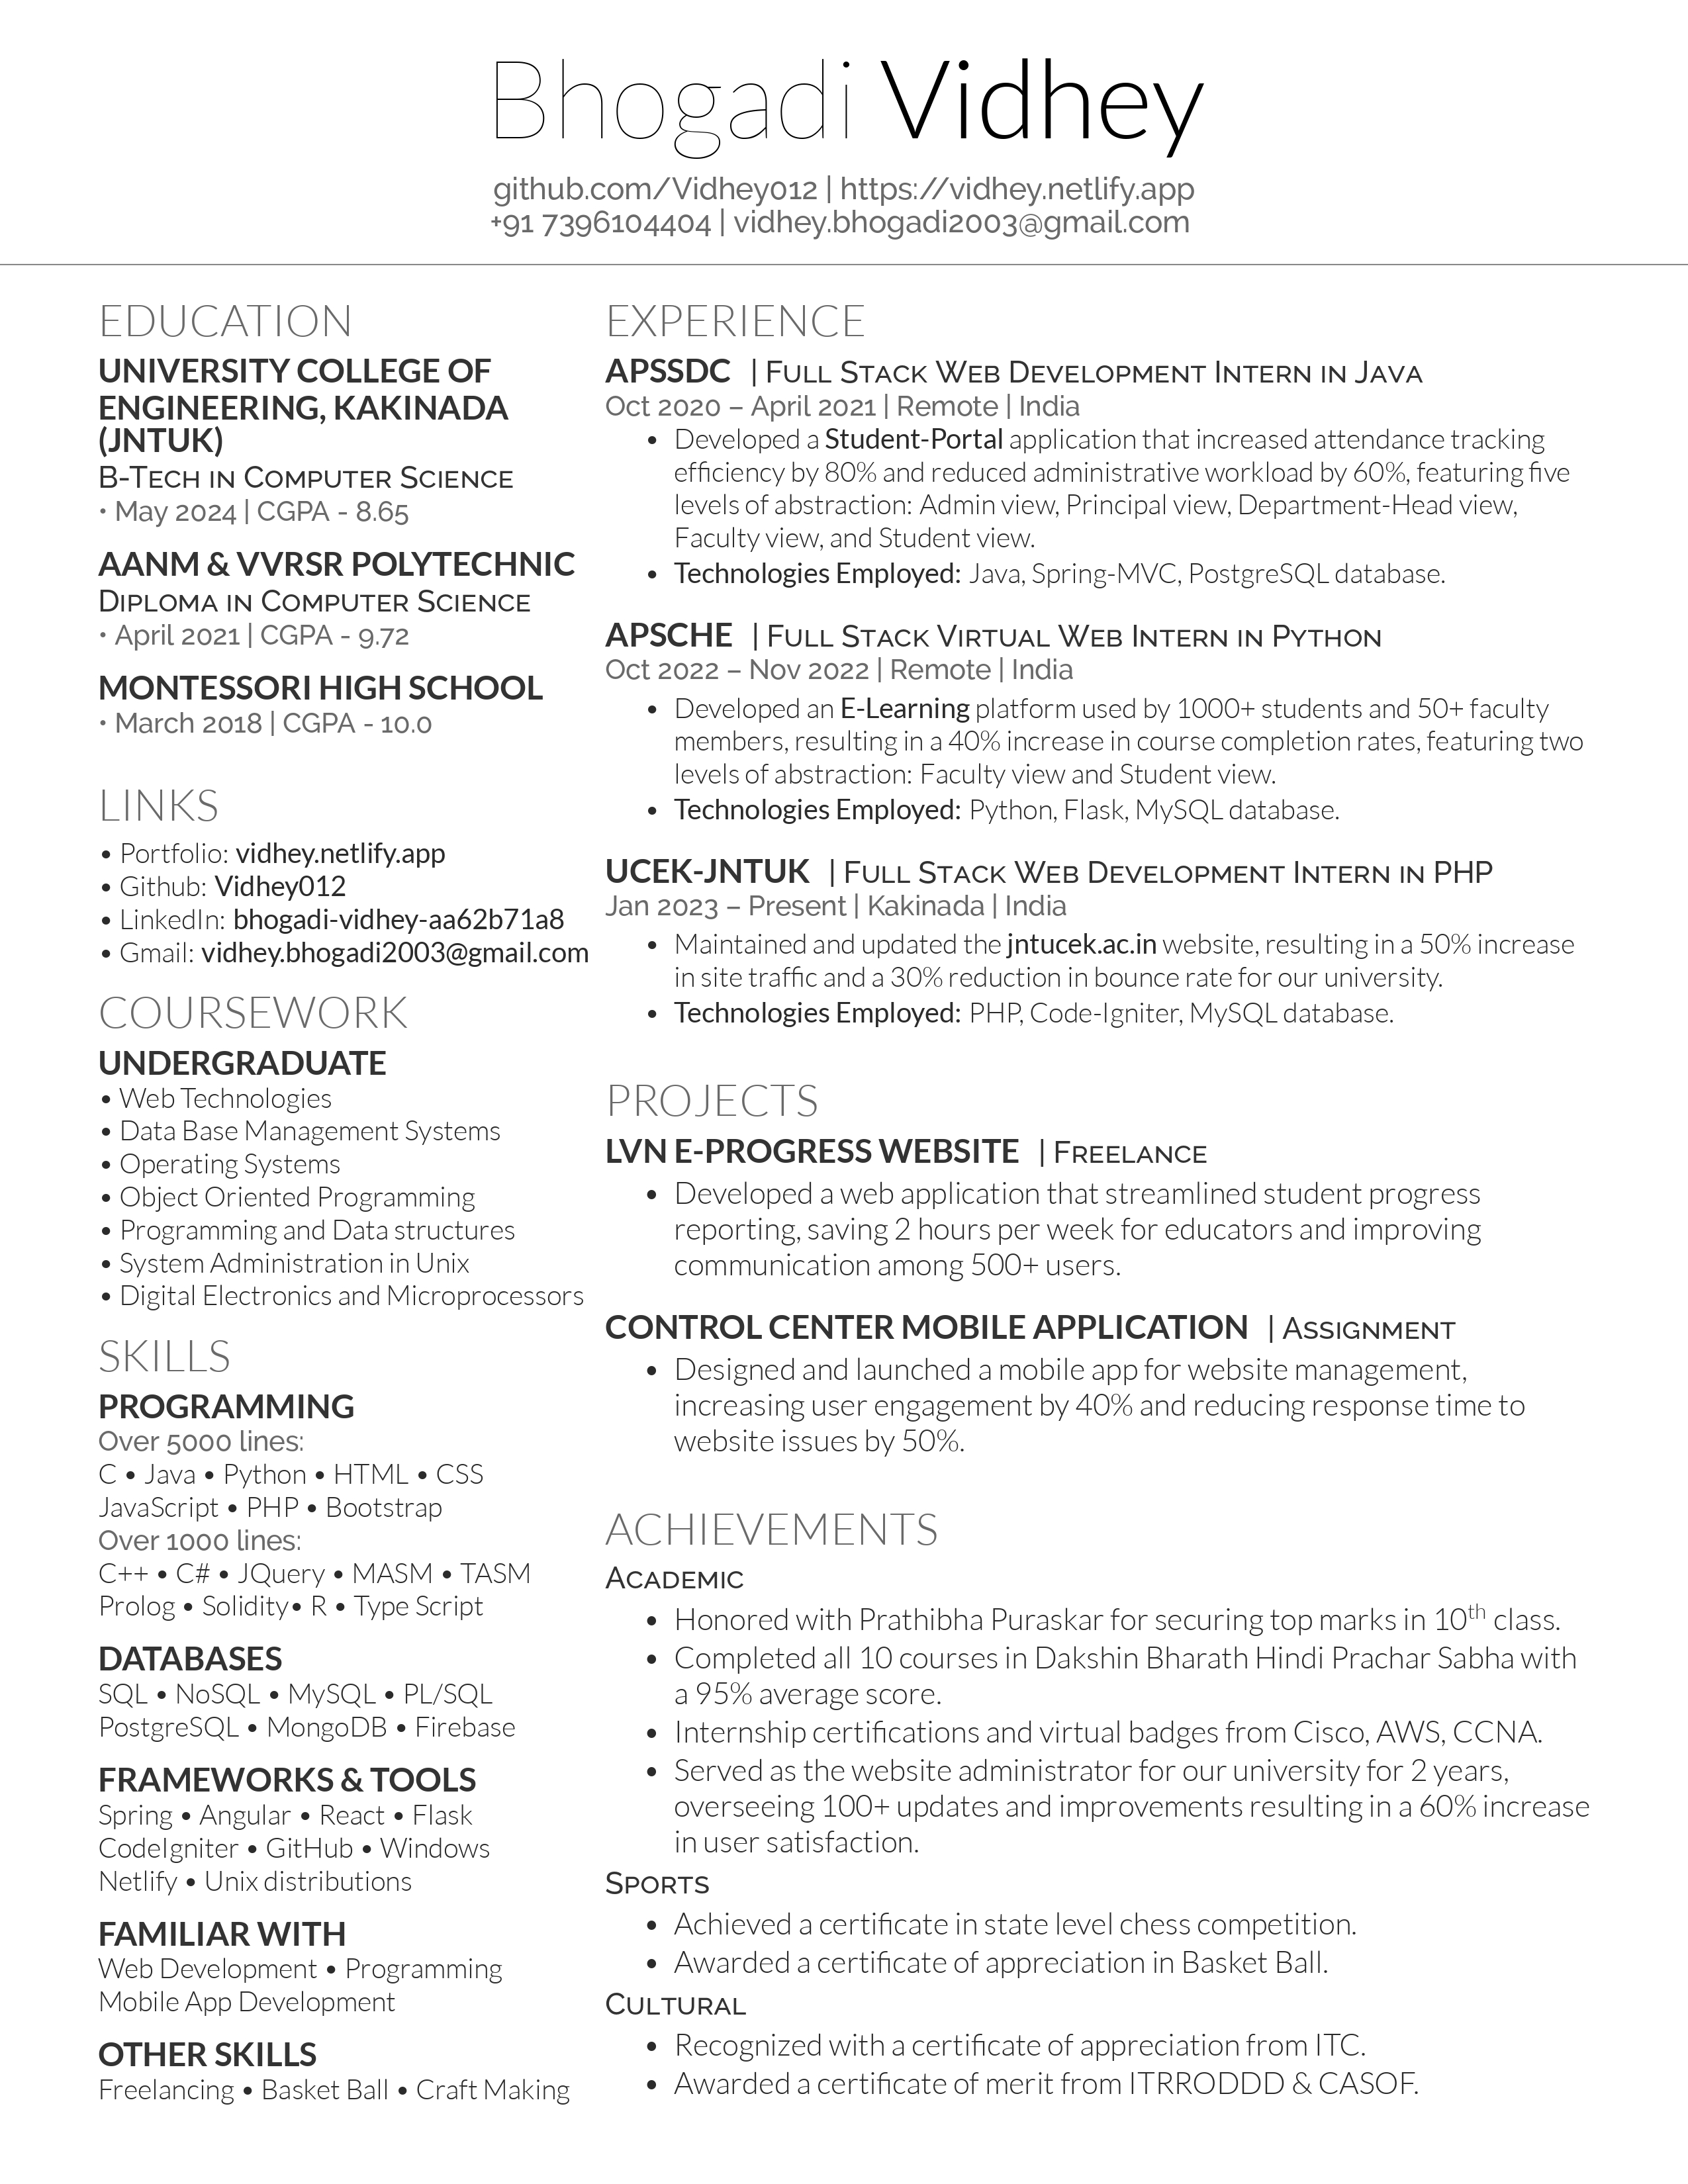 Bhogadi Vidhey
github.com/Vidhey012 | https://vidhey.netlify.app
+91 7396104404 | vidhey.bhogadi2003@gmail.com
EDUCATION
UNIVERSITY COLLEGE OF
ENGINEERING, KAKINADA
(JNTUK)
B-Tech in Computer Science
• May 2024 | CGPA - 8.65
AANM & VVRSR POLYTECHNIC
Diploma in Computer Science
• April 2021 | CGPA - 9.72
MONTESSORI HIGH SCHOOL
• March 2018 | CGPA - 10.0
LINKS
• Portfolio: vidhey.netlify.app
• Github: Vidhey012
• LinkedIn: bhogadi-vidhey-aa62b71a8
• Gmail: vidhey.bhogadi2003@gmail.com
COURSEWORK
UNDERGRADUATE
• Web Technologies
• Data Base Management Systems
• Operating Systems
• Object Oriented Programming
• Programming and Data structures
• System Administration in Unix
• Digital Electronics and Microprocessors
SKILLS
PROGRAMMING
Over 5000 lines:
C • Java • Python • HTML • CSS
JavaScript • PHP • Bootstrap
Over 1000 lines:
C++ • C# • JQuery • MASM • TASM
Prolog • Solidity• R • Type Script
DATABASES
SQL • NoSQL • MySQL • PL/SQL
PostgreSQL • MongoDB • Firebase
FRAMEWORKS & TOOLS
Spring • Angular • React • Flask
CodeIgniter • GitHub • Windows
Netlify • Unix distributions
FAMILIAR WITH
Web Development • Programming
Mobile App Development
OTHER SKILLS
Freelancing • Basket Ball • Craft Making
EXPERIENCE
APSSDC | Full Stack Web Development Intern in Java
Oct 2020 – April 2021 | Remote | India
• Developed a Student-Portal application that increased attendance tracking
efficiency by 80% and reduced administrative workload by 60%, featuring five
levels of abstraction: Admin view, Principal view, Department-Head view,
Faculty view, and Student view.
• Technologies Employed: Java, Spring-MVC, PostgreSQL database.
APSCHE | Full Stack Virtual Web Intern in Python
Oct 2022 – Nov 2022 | Remote | India
• Developed an E-Learning platform used by 1000+ students and 50+ faculty
members, resulting in a 40% increase in course completion rates, featuring two
levels of abstraction: Faculty view and Student view.
• Technologies Employed: Python, Flask, MySQL database.
UCEK-JNTUK | Full Stack Web Development Intern in PHP
Jan 2023 – Present | Kakinada | India
• Maintained and updated the jntucek.ac.in website, resulting in a 50% increase
in site traffic and a 30% reduction in bounce rate for our university.
• Technologies Employed: PHP, Code-Igniter, MySQL database.
PROJECTS
LVN E-PROGRESS WEBSITE | Freelance
• Developed a web application that streamlined student progress
reporting, saving 2 hours per week for educators and improving
communication among 500+ users.
CONTROL CENTER MOBILE APPLICATION | Assignment
• Designed and launched a mobile app for website management,
increasing user engagement by 40% and reducing response time to
website issues by 50%.
ACHIEVEMENTS
Academic
• Honored with Prathibha Puraskar for securing top marks in 10th class.
• Completed all 10 courses in Dakshin Bharath Hindi Prachar Sabha with
a 95% average score.
• Internship certifications and virtual badges from Cisco, AWS, CCNA.
• Served as the website administrator for our university for 2 years,
overseeing 100+ updates and improvements resulting in a 60% increase
in user satisfaction.
Sports
• Achieved a certificate in state level chess competition.
• Awarded a certificate of appreciation in Basket Ball.
Cultural
• Recognized with a certificate of appreciation from ITC.
• Awarded a certificate of merit from ITRRODDD & CASOF.